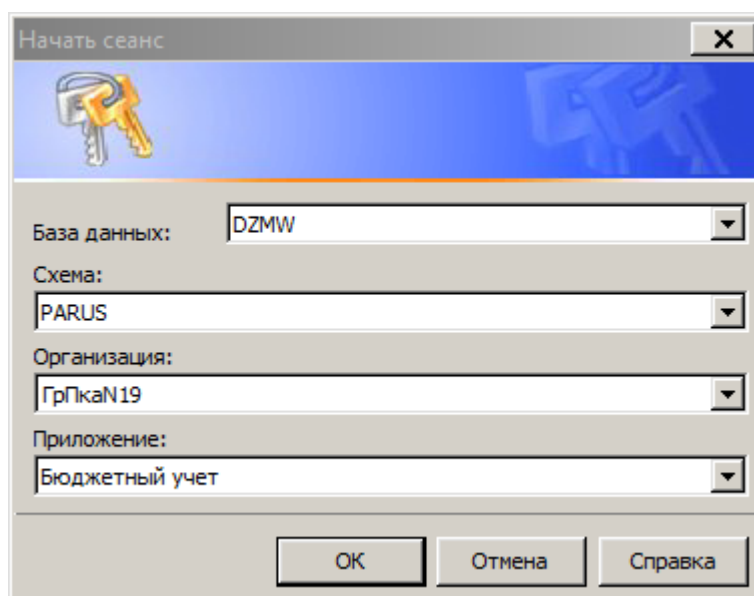 Начать сеанс
База данных:
DZMW
Схема:
PARUS
Организация:
ГрПкаN19
Приложение:
Бюджетный учет
ОК
Отмена
Справка